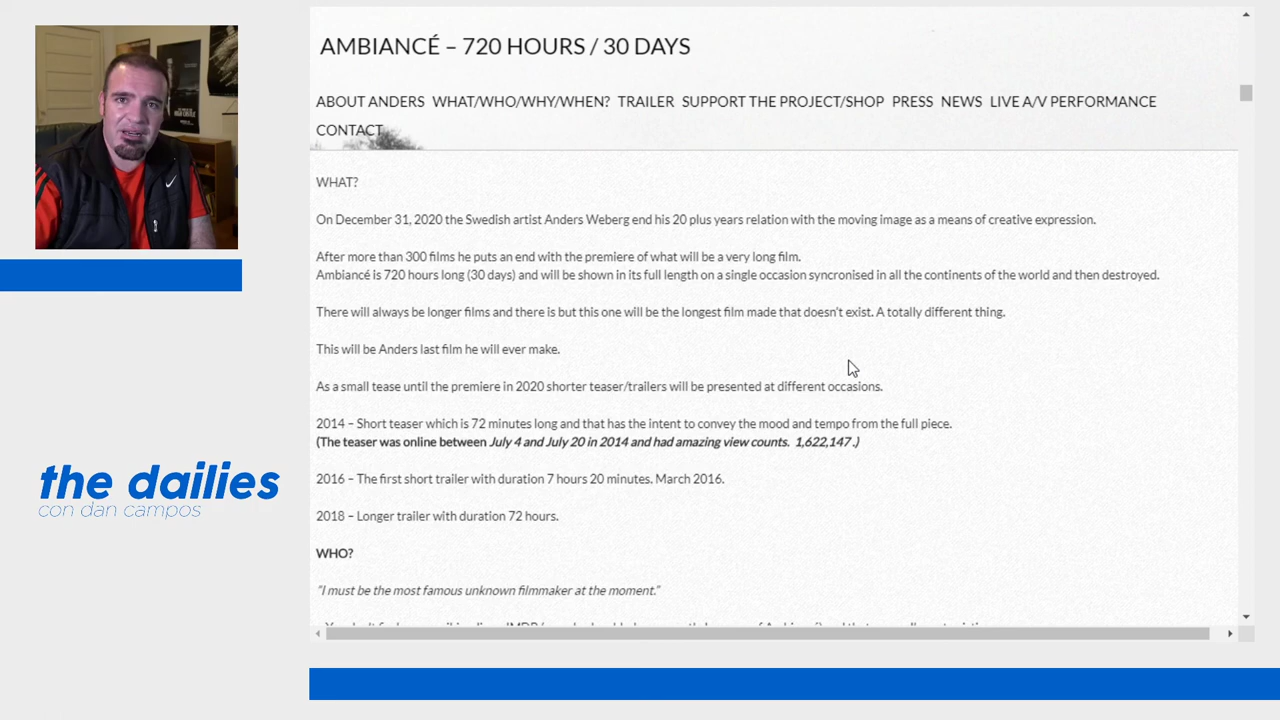 AMBIANCÉ – 720 HOURS / 30 DAYS
ABOUT ANDERS WHAT/WHO/WHY/WHEN? TRAILER SUPPORT THE PROJECT/SHOP PRESS NEWS LIVE A/V PERFORMANCE
CONTACT
WHAT?
On December 31, 2020 the Swedish artist Anders Weberg end his 20 plus years relation with the moving image as a means of creative expression.
After more than 300 films he puts an end with the premiere of what will be a very long film.
Ambiancé is 720 hours long (30 days) and will be shown in its full length on a single occasion syncronised in all the continents of the world and then destroyed.
There will always be longer films and there is but this one will be the longest film made that doesn't exist. A totally different thing.
This will be Anders last film he will ever make.
As a small tease until the premiere in 2020 shorter teaser/trailers will be presented at different occasions.
2014 – Short teaser which is 72 minutes long and that has the intent to convey the mood and tempo from the full piece.
(The teaser was online between July 4 and July 20 in 2014 and had amazing view counts. 1,622,147.)
2016 – The first short trailer with duration 7 hours 20 minutes. March 2016.
2018 – Longer trailer with duration 72 hours.
WHO?
"I must be the most famous unknown filmmaker at the moment."
the dailies
con dan campos